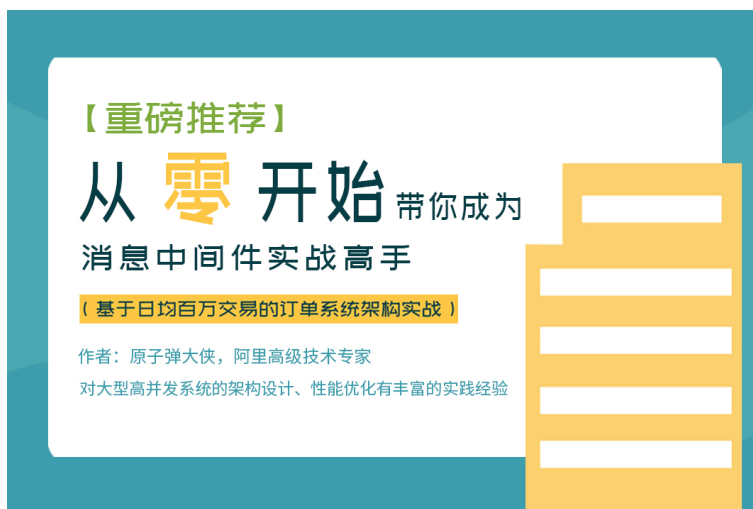 【重磅推荐】
从零开始带你成为
消息中间件实战高手
(基于日均百万交易的订单系统架构实战)
作者：原子弹大侠，阿里高级技术专家
对大型高并发系统的架构设计、性能优化有丰富的实践经验